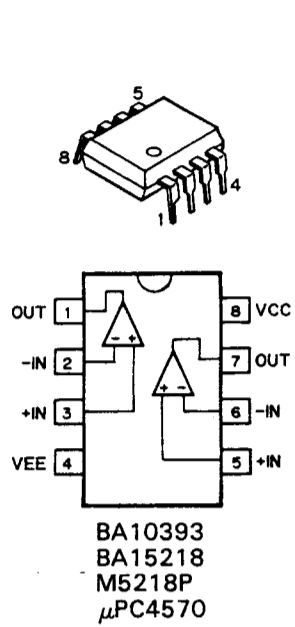 5
8
4
1
OUT 1 8 VCC
-IN 2 7 OUT
- +
+IN 3 + - 6 -IN
VEE 4 5 +IN
BA10393
BA15218
M5218P
μPC4570